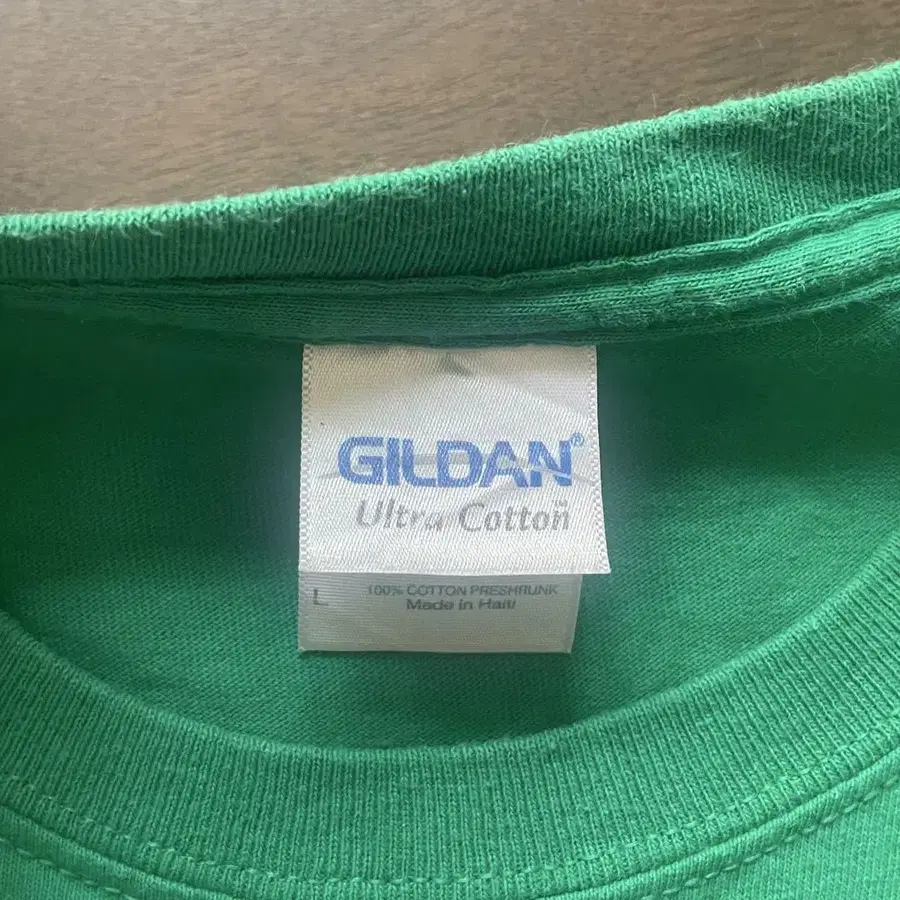 GILDAN®
Ultra Cotton™
L 100% COTTON PRESHRUNK
Made in Haiti